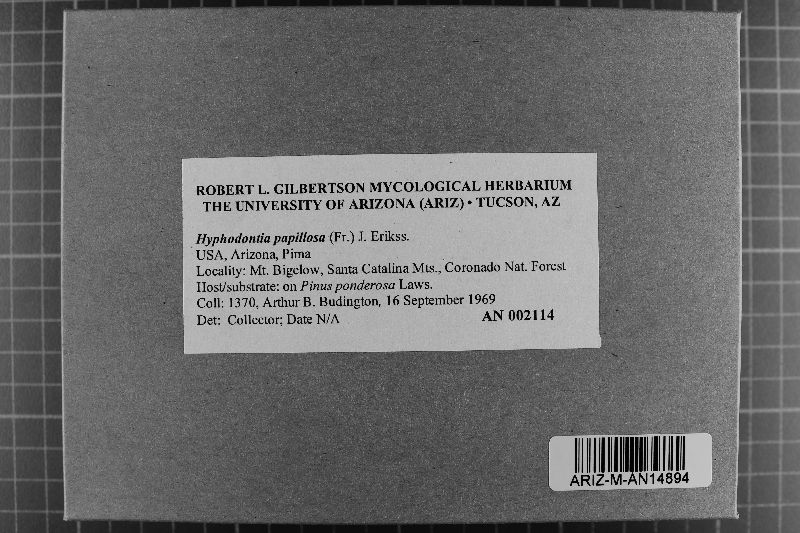 ROBERT L. GILBERTSON MYCOLOGICAL HERBARIUM
THE UNIVERSITY OF ARIZONA (ARIZ) • TUCSON, AZ
Hyphodontia papillosa (Fr.) J. Erikss.
USA, Arizona, Pima
Locality: Mt. Bigelow, Santa Catalina Mts., Coronado Nat. Forest
Host/substrate: on Pinus ponderosa Laws.
Coll: 1370, Arthur B. Budington, 16 September 1969
Det: Collector; Date N/A AN 002114
ARIZ-M-AN14894